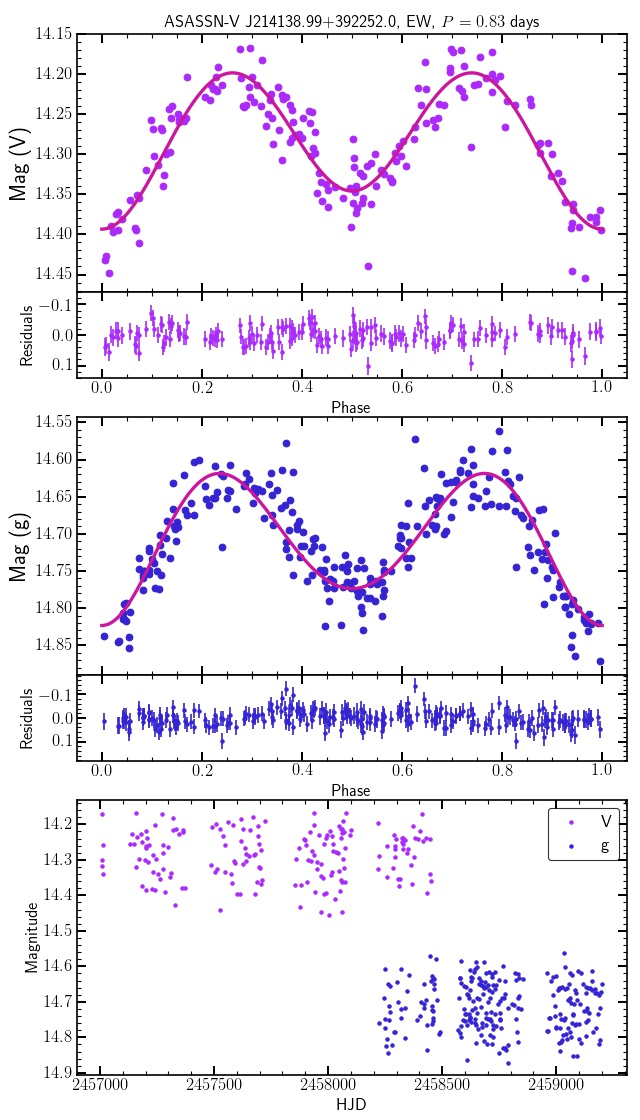 ASASSN-V J214138.99+392252.0, EW, P = 0.83 days
14.15
14.20
14.25
14.30
14.35
14.40
14.45
Mag (V)
−0.1
0.0
0.1
Residuals
0.0 0.2 0.4 0.6 0.8 1.0
Phase
14.55
14.60
14.65
14.70
14.75
14.80
14.85
Mag (g)
−0.1
0.0
0.1
Residuals
0.0 0.2 0.4 0.6 0.8 1.0
Phase
V
g
14.2
14.3
14.4
14.5
14.6
14.7
14.8
14.9
Magnitude
2457000 2457500 2458000 2458500 2459000
HJD